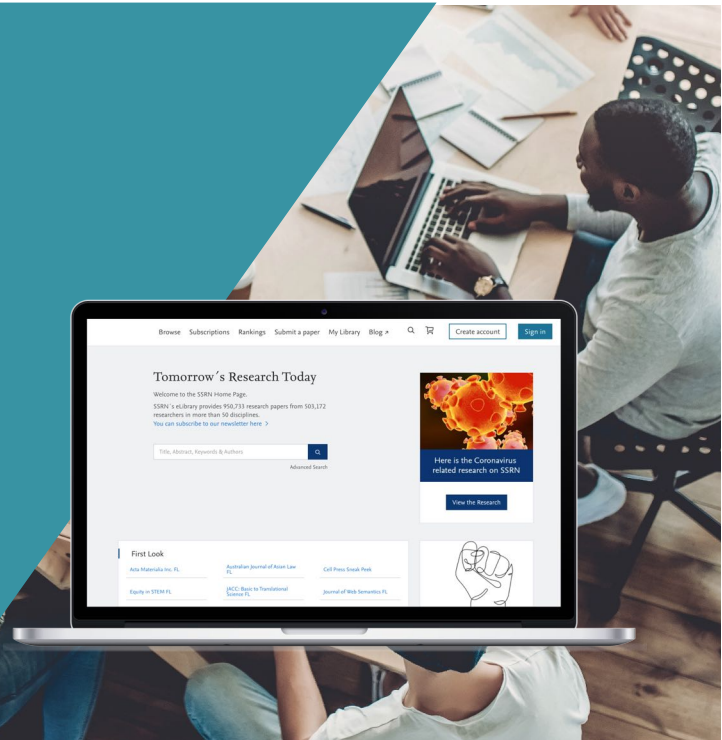 Browse Subscriptions Rankings Submit a paper My Library Blog ↗ Create account Sign in
Tomorrow´s Research Today
Welcome to the SSRN Home Page.
SSRN´s eLibrary provides 950,733 research papers from 503,172
researchers in more than 50 disciplines.
You can subscribe to our newsletter here >
Title, Abstract, Keywords & Authors
Advanced Search
Here is the Coronavirus
related research on SSRN
View the Research
First Look
Acta Materialia Inc. FL
Australian Journal of Asian Law
FL
Cell Press Sneak Peek
Equity in STEM FL
JACC: Basic to Translational
Science FL
Journal of Web Semantics FL